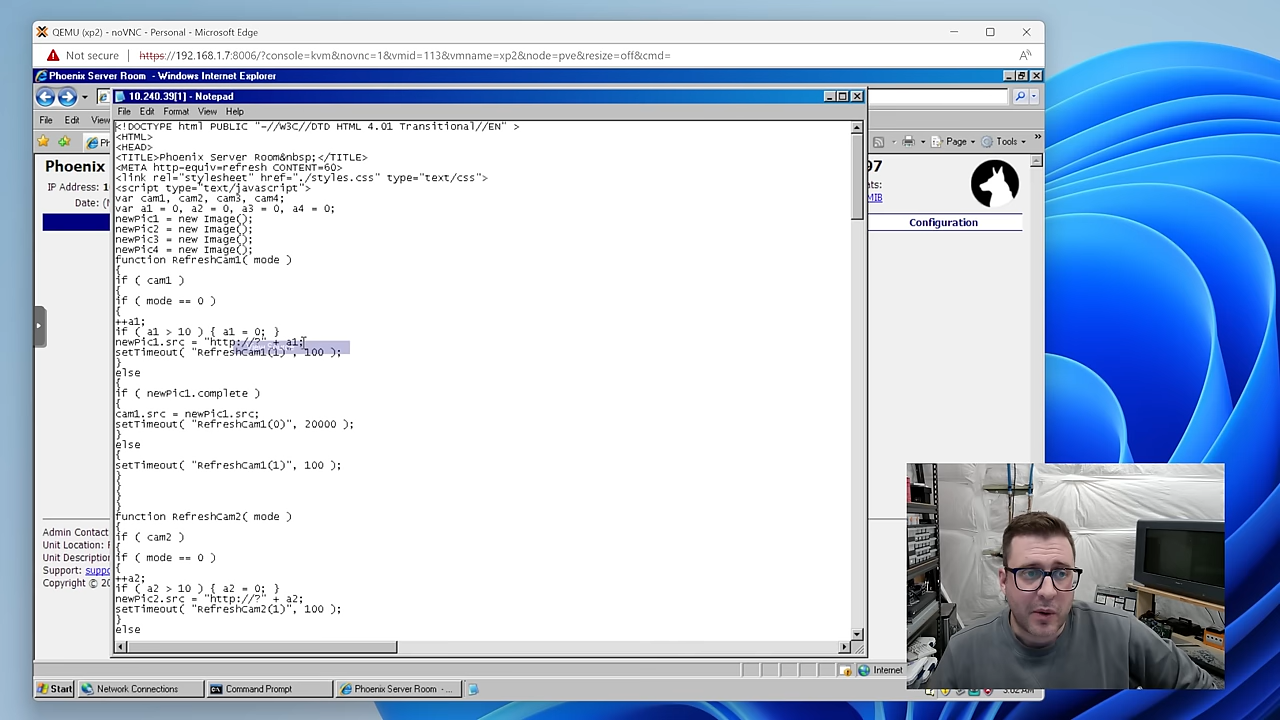 QEMU (xp2) - noVNC - Personal - Microsoft Edge
Not secure https://192.168.1.7:8006/?console=kvm&novnc=1&vmid=113&vmname=xp2&node=pve&resize=off&cmd=
Phoenix Server Room - Windows Internet Explorer
10.240.39[1] - Notepad
File Edit Format View Help
File Edit View
Page Tools
Phoenix
IP Address: 1
Date: (
97
ats:
MIB
Configuration
<!DOCTYPE html PUBLIC "-//W3C//DTD HTML 4.01 Transitional//EN" >
<HTML>
<HEAD>
<TITLE>Phoenix Server Room&nbsp;</TITLE>
<META http-equiv=refresh CONTENT=60>
<link rel="stylesheet" href="./styles.css" type="text/css">
<script type="text/javascript">
var cam1, cam2, cam3, cam4;
var a1 = 0, a2 = 0, a3 = 0, a4 = 0;
newPic1 = new Image();
newPic2 = new Image();
newPic3 = new Image();
newPic4 = new Image();
function RefreshCam1( mode )
{
if ( cam1 )
{
if ( mode == 0 )
{
++a1;
if ( a1 > 10 ) { a1 = 0; }
newPic1.src = "http://?" + a1;
setTimeout( "RefreshCam1(1)", 100 );
}
else
{
if ( newPic1.complete )
{
cam1.src = newPic1.src;
setTimeout( "RefreshCam1(0)", 20000 );
}
else
{
setTimeout( "RefreshCam1(1)", 100 );
}
}
}
}
function RefreshCam2( mode )
{
if ( cam2 )
{
if ( mode == 0 )
{
++a2;
if ( a2 > 10 ) { a2 = 0; }
newPic2.src = "http://?" + a2;
setTimeout( "RefreshCam2(1)", 100 );
}
else
Admin Contact
Unit Location:
Unit Description
Support: suppo
Copyright © 20
Internet
Start Network Connections Command Prompt Phoenix Server Room - ...